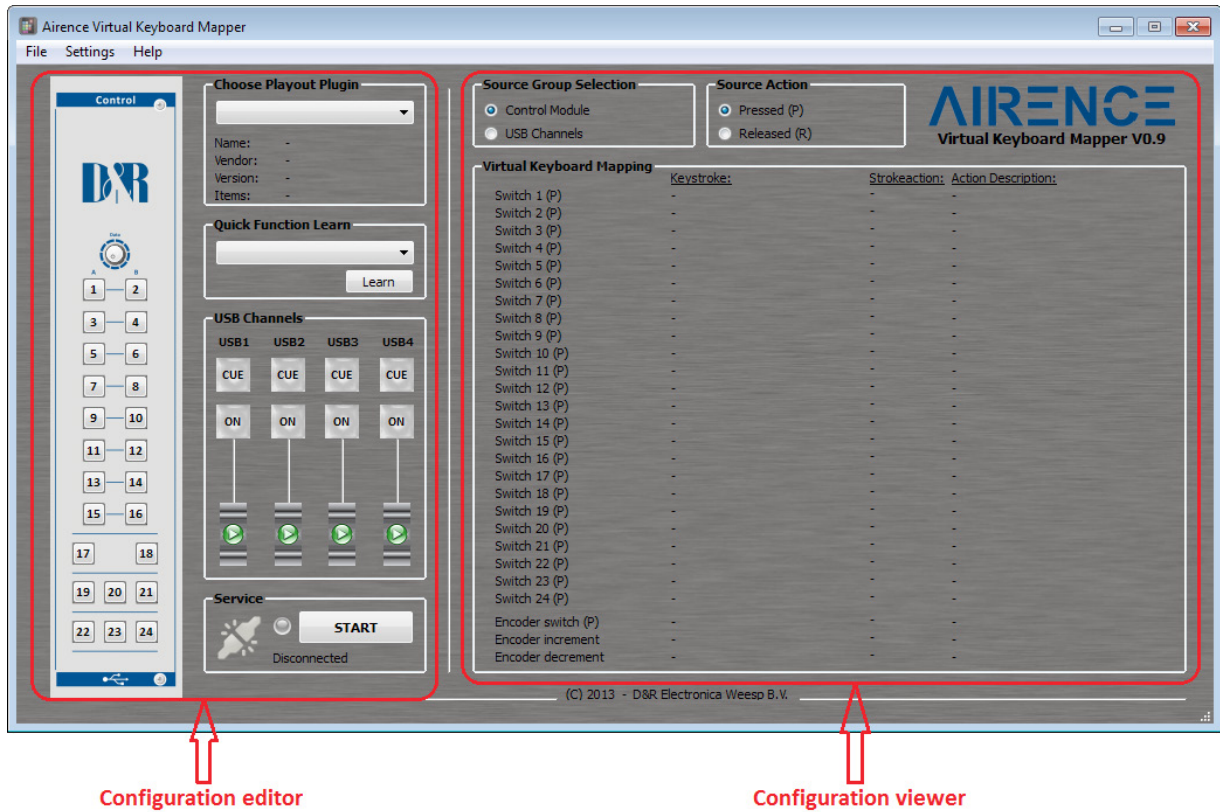 Airence Virtual Keyboard Mapper
File Settings Help
Control
D&R
Data
A B
1 2
3 4
5 6
7 8
9 10
11 12
13 14
15 16
17 18
19 20 21
22 23 24
Choose Playout Plugin
Name: -
Vendor: -
Version: -
Items: -
Quick Function Learn
Learn
USB Channels
USB1 USB2 USB3 USB4
CUE CUE CUE CUE
ON ON ON ON
Service
START
Disconnected
Source Group Selection
Control Module
USB Channels
Source Action
Pressed (P)
Released (R)
AIRENCE
Virtual Keyboard Mapper V0.9
Virtual Keyboard Mapping
Keystroke: Strokeaction: Action Description:
Switch 1 (P) - - -
Switch 2 (P) - - -
Switch 3 (P) - - -
Switch 4 (P) - - -
Switch 5 (P) - - -
Switch 6 (P) - - -
Switch 7 (P) - - -
Switch 8 (P) - - -
Switch 9 (P) - - -
Switch 10 (P) - - -
Switch 11 (P) - - -
Switch 12 (P) - - -
Switch 13 (P) - - -
Switch 14 (P) - - -
Switch 15 (P) - - -
Switch 16 (P) - - -
Switch 17 (P) - - -
Switch 18 (P) - - -
Switch 19 (P) - - -
Switch 20 (P) - - -
Switch 21 (P) - - -
Switch 22 (P) - - -
Switch 23 (P) - - -
Switch 24 (P) - - -
Encoder switch (P) - - -
Encoder increment - - -
Encoder decrement - - -
(C) 2013 - D&R Electronica Weesp B.V.
Configuration editor
Configuration viewer